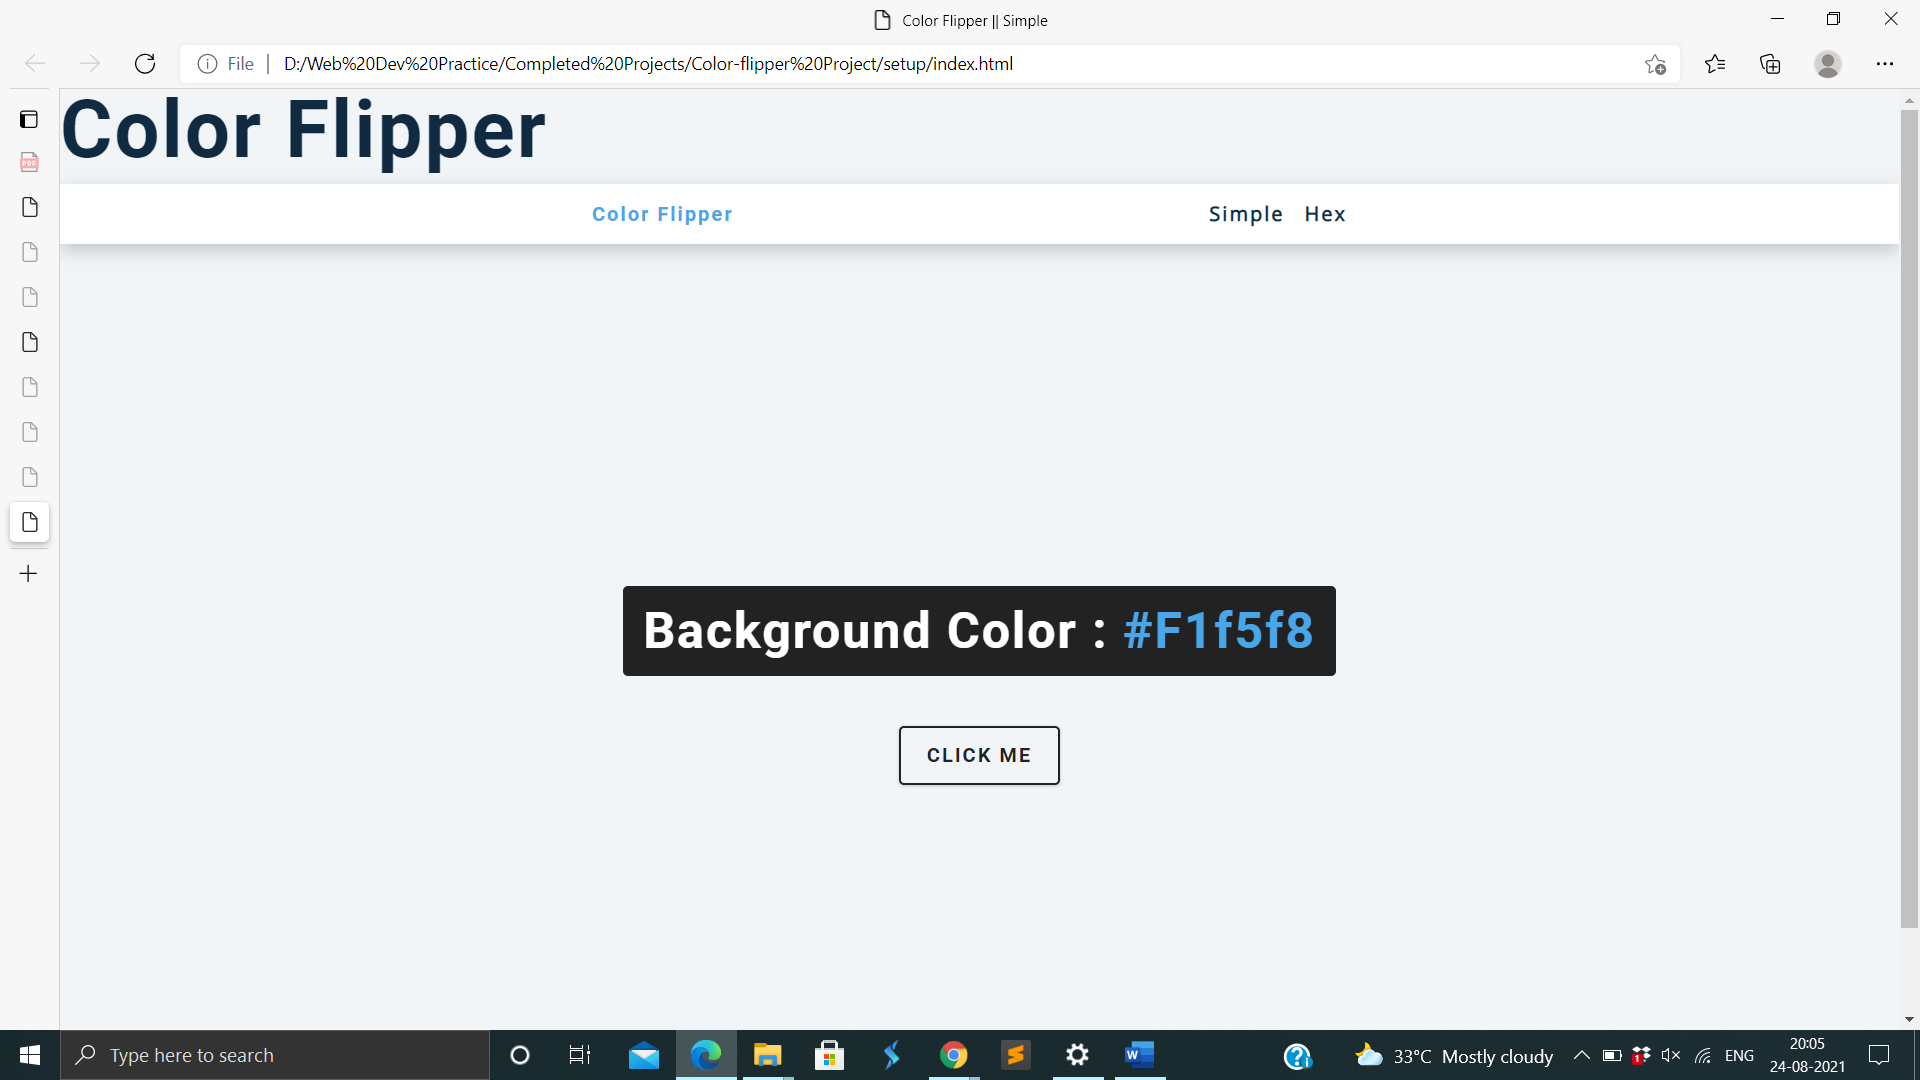 Color Flipper || Simple
File
D:/Web%20Dev%20Practice/Completed%20Projects/Color-flipper%20Project/setup/index.html
PDF
Color Flipper
Color Flipper Simple Hex
Background Color : #F1f5f8
CLICK ME
Type here to search
33°C Mostly cloudy
1
ENG
20:05
24-08-2021